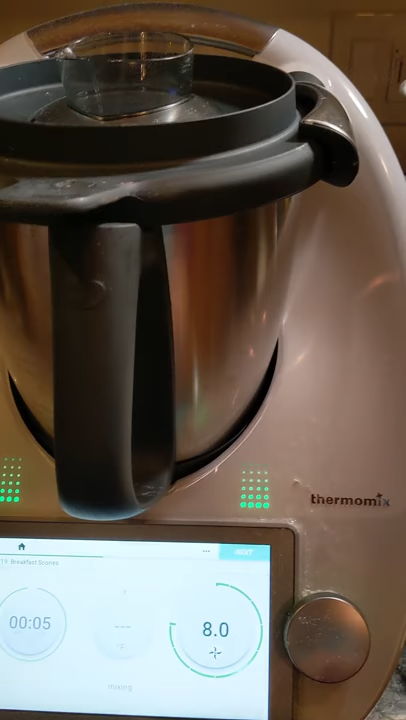 thermomix
NEXT
19: Breakfast Scones
00:05
---
8.0
°F
mixing